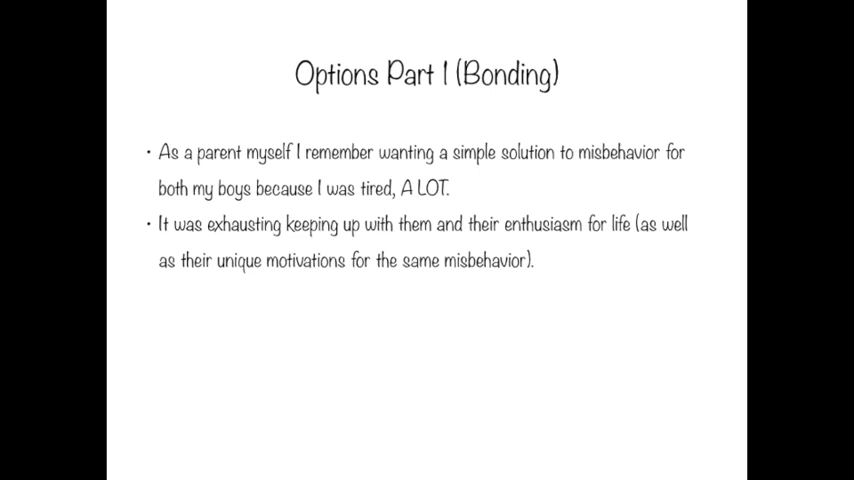 Options Part 1 (Bonding)
• As a parent myself I remember wanting a simple solution to misbehavior for
both my boys because I was tired, A LOT.
• It was exhausting keeping up with them and their enthusiasm for life (as well
as their unique motivations for the same misbehavior).